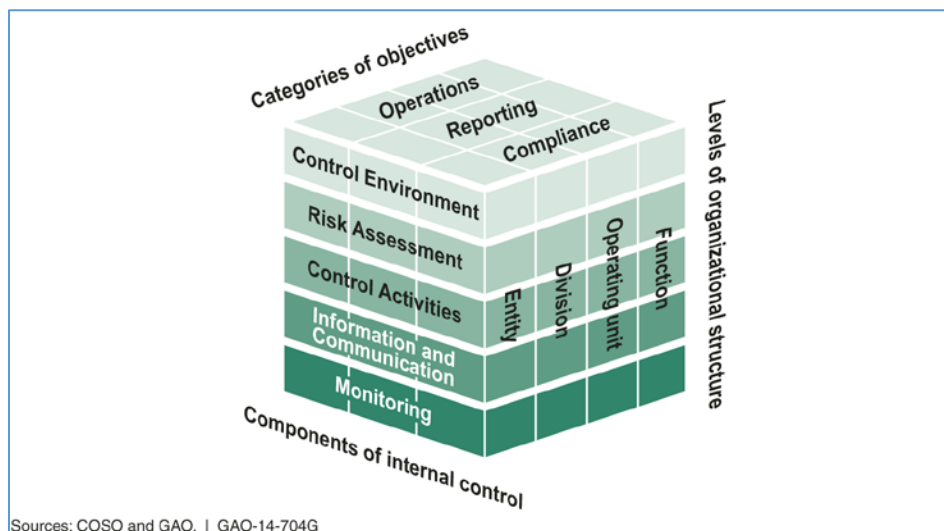 Categories of objectives
Operations
Reporting
Compliance
Control Environment
Risk Assessment
Control Activities
Information and
Communication
Monitoring
Components of internal control
Entity
Division
Operating unit
Function
Levels of organizational structure
Sources: COSO and GAO. | GAO-14-704G